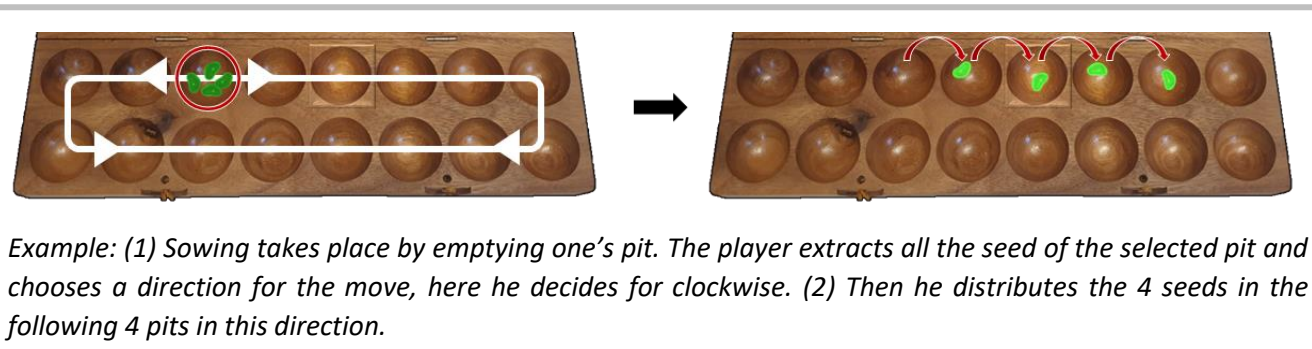 Example: (1) Sowing takes place by emptying one’s pit. The player extracts all the seed of the selected pit and
chooses a direction for the move, here he decides for clockwise. (2) Then he distributes the 4 seeds in the
following 4 pits in this direction.